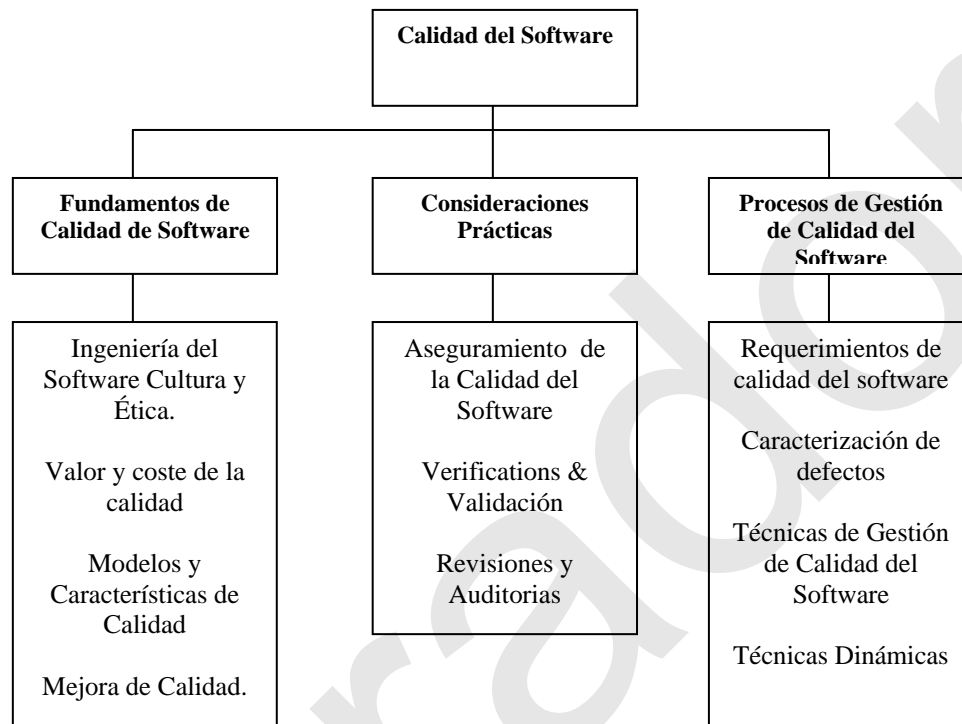 Calidad del Software
Fundamentos de
Calidad de Software
Consideraciones
Prácticas
Procesos de Gestión
de Calidad del
Software
Ingeniería del
Software Cultura y
Ética.
Valor y coste de la
calidad
Modelos y
Características de
Calidad
Mejora de Calidad.
Aseguramiento de
la Calidad del
Software
Verifications &
Validación
Revisiones y
Auditorias
Requerimientos de
calidad del software
Caracterización de
defectos
Técnicas de Gestión
de Calidad del
Software
Técnicas Dinámicas